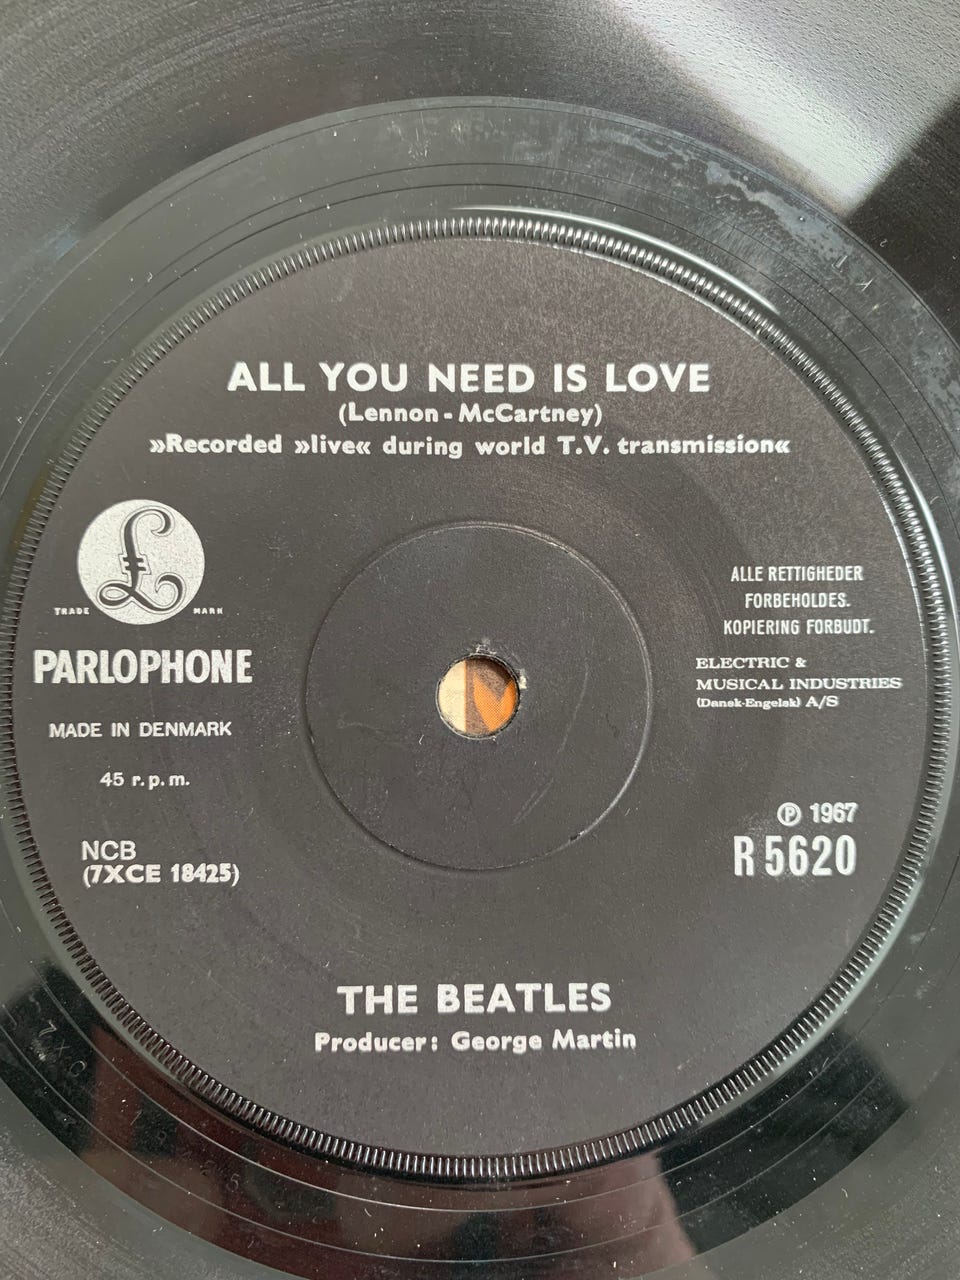 ALL YOU NEED IS LOVE
(Lennon - McCartney)
»Recorded »live« during world T.V. transmission«
£
TRADE MARK
PARLOPHONE
MADE IN DENMARK
45 r.p.m.
NCB
(7XCE 18425)
ALLE RETTIGHEDER
FORBEHOLDES.
KOPIERING FORBUDT.
ELECTRIC &
MUSICAL INDUSTRIES
(Dansk-Engelsk) A/S
℗ 1967
R 5620
THE BEATLES
Producer: George Martin